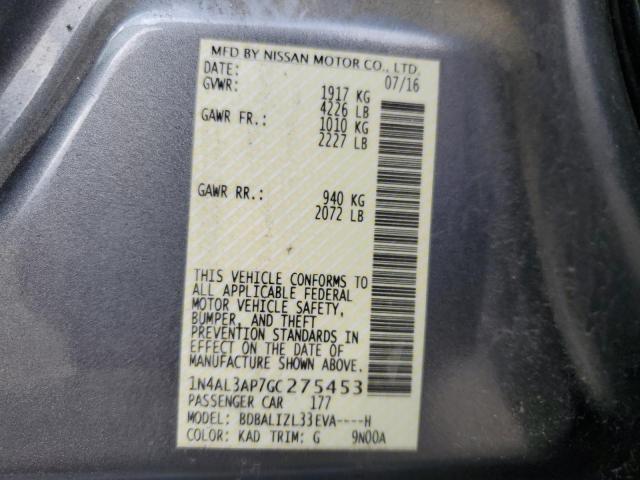 MFD BY NISSAN MOTOR CO., LTD.
DATE: 07/16
GVWR: 1917 KG
4226 LB
GAWR FR.: 1010 KG
2227 LB
GAWR RR.: 940 KG
2072 LB
THIS VEHICLE CONFORMS TO
ALL APPLICABLE FEDERAL
MOTOR VEHICLE SAFETY,
BUMPER, AND THEFT
PREVENTION STANDARDS IN
EFFECT ON THE DATE OF
MANUFACTURE SHOWN ABOVE.
1N4AL3AP7GC275453
PASSENGER CAR 177
MODEL: BDBALIZL33EVA----H
COLOR: KAD TRIM: G 9N00A